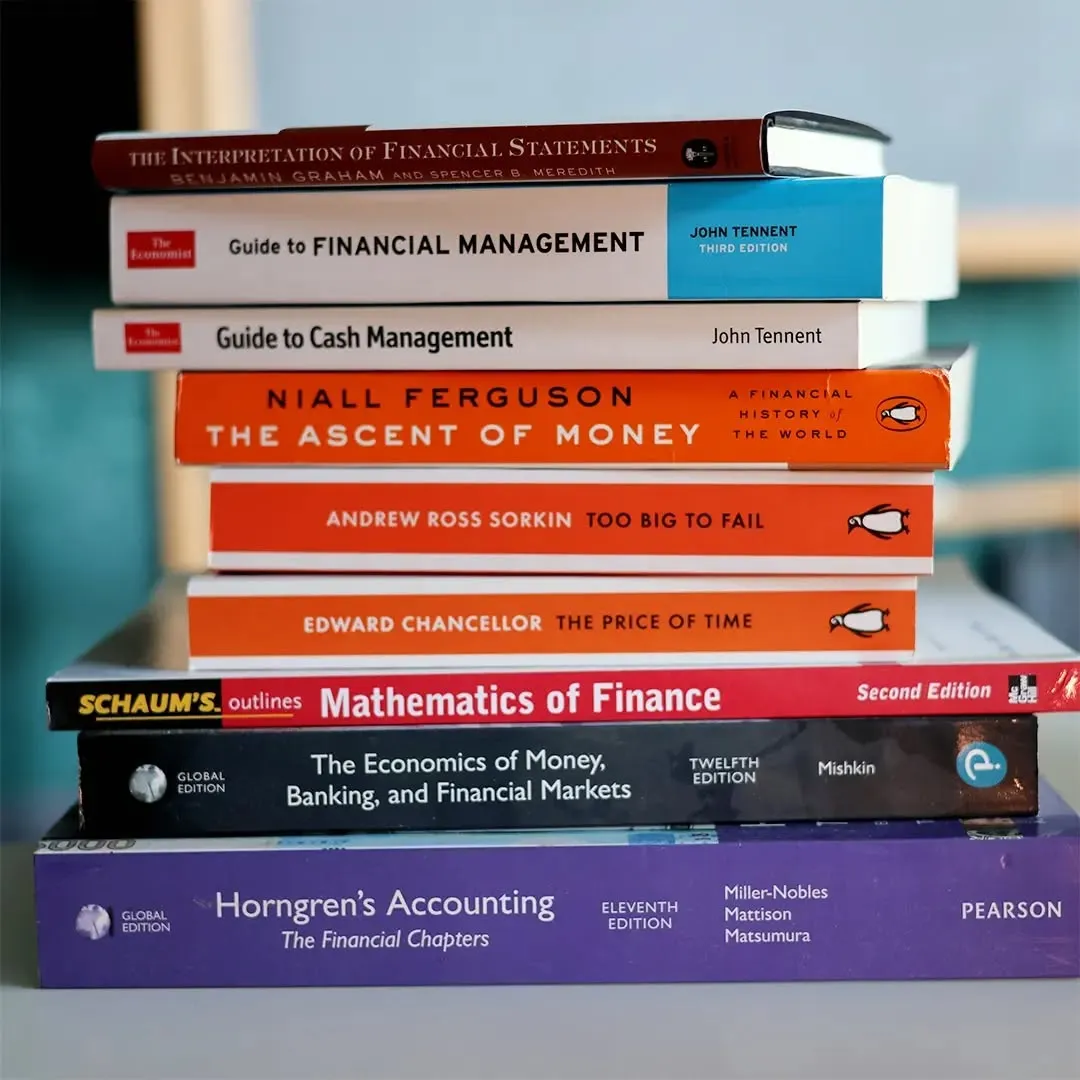 THE INTERPRETATION OF FINANCIAL STATEMENTS
BENJAMIN GRAHAM AND SPENCER B. MEREDITH
The
Economist
Guide to FINANCIAL MANAGEMENT
JOHN TENNENT
THIRD EDITION
The
Economist
Guide to Cash Management
John Tennent
NIALL FERGUSON
THE ASCENT OF MONEY
A FINANCIAL
HISTORY of
THE WORLD
ANDREW ROSS SORKIN TOO BIG TO FAIL
EDWARD CHANCELLOR THE PRICE OF TIME
SCHAUM'S outlines
Mathematics of Finance
Second Edition
Mc
Graw
Hill
GLOBAL
EDITION
The Economics of Money,
Banking, and Financial Markets
TWELFTH
EDITION
Mishkin
GLOBAL
EDITION
Horngren's Accounting
The Financial Chapters
ELEVENTH
EDITION
Miller-Nobles
Mattison
Matsumura
PEARSON